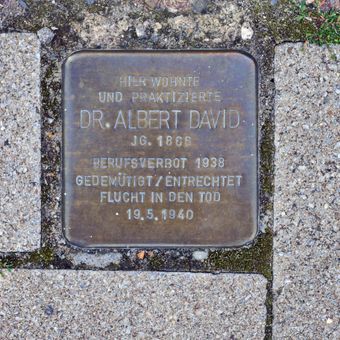 HIER WOHNTE
UND PRAKTIZIERTE
DR. ALBERT DAVID
JG. 1866
BERUFSVERBOT 1938
GEDEMÜTIGT/ENTRECHTET
FLUCHT IN DEN TOD
19.5.1940